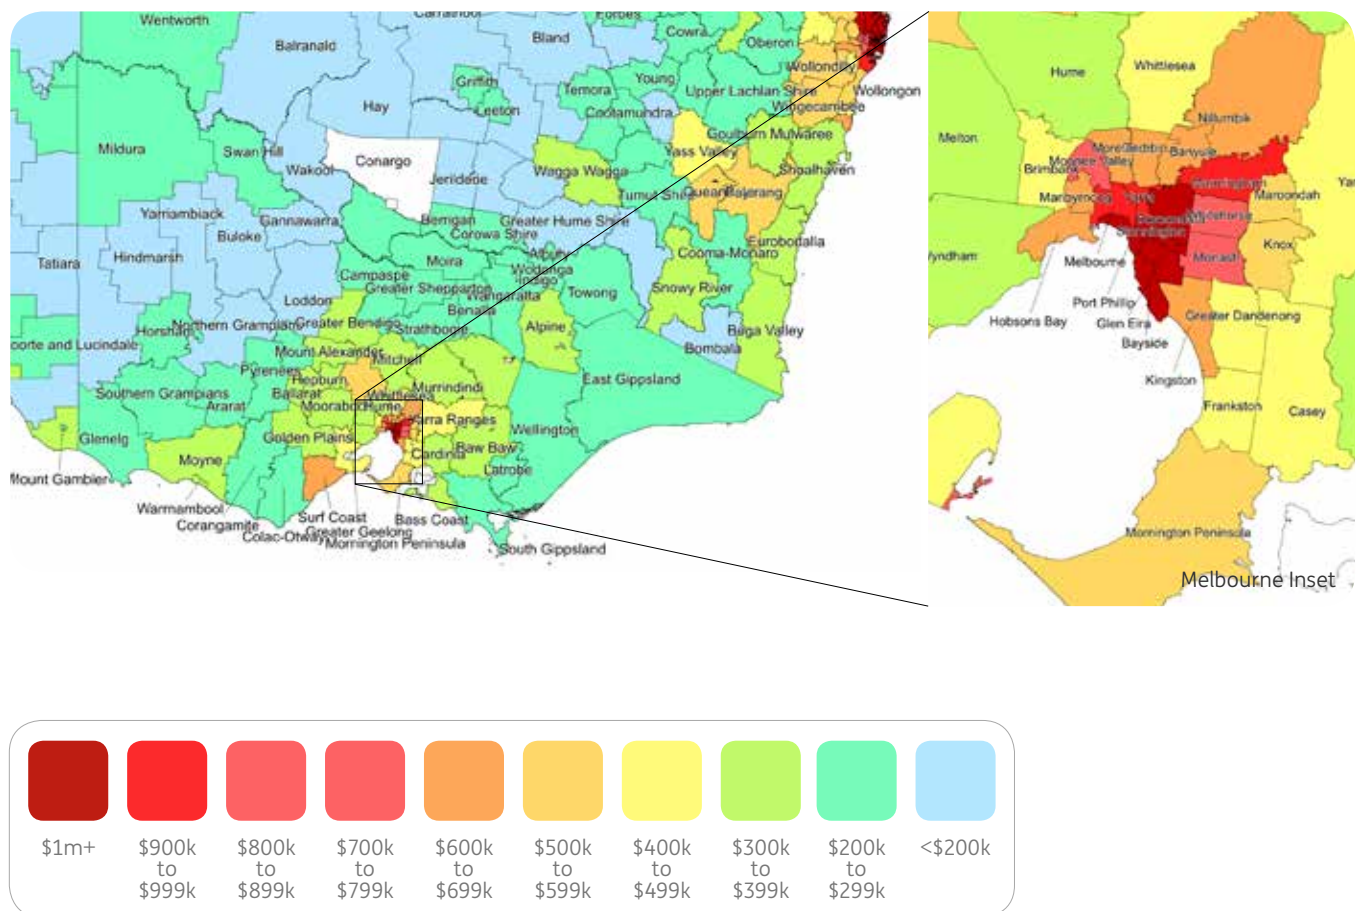 Wentworth
Carrathool
Forbes
Balranald
Bland
Cowra
Oberon
Wollondilly
Griffith
Young
Temora
Upper Lachlan Shire
Wollongon
Hay
Leeton
Cootamundra
Wingecarribee
Mildura
Swan Hill
Conargo
Goulburn Mulwaree
Yass Valley
Wakool
Jerilderie
Wagga Wagga
Shoalhaven
Tumut Shire
Palerang
Yarriambiack
Gannawarra
Berrigan
Greater Hume Shire
Buloke
Corowa Shire
Eurobodalla
Tatiara
Hindmarsh
Moira
Albury
Cooma-Monaro
Wodonga
Campaspe
Indigo
Greater Shepparton
Towong
Snowy River
Loddon
Wangaratta
Benalla
Horsham
Northern Grampians
Greater Bendigo
Strathbogie
Alpine
Bega Valley
corte and Lucindale
Bombala
Mount Alexander
Mitchell
Pyrenees
Hepburn
East Gippsland
Southern Grampians
Ballarat
Murrindindi
Whittlesea
Ararat
Moorabool
Hume
Yarra Ranges
Glenelg
Golden Plains
Wellington
Moyne
Cardinia
Baw Baw
Mount Gambier
Latrobe
Warrnambool
Surf Coast
Bass Coast
Corangamite
Greater Geelong
Colac-Otway
Mornington Peninsula
South Gippsland
Hume
Whittlesea
Nillumbik
Melton
Moreland
Banyule
Moonee Valley
Brimbank
Manningham
Maroondah
Yar
Maribyrnong
Yarra
Whitehorse
Stonnington
Knox
Wyndham
Melbourne
Monash
Port Phillip
Hobsons Bay
Glen Eira
Greater Dandenong
Bayside
Kingston
Frankston
Casey
Mornington Peninsula
Melbourne Inset
$1m+
$900k to $999k
$800k to $899k
$700k to $799k
$600k to $699k
$500k to $599k
$400k to $499k
$300k to $399k
$200k to $299k
<$200k